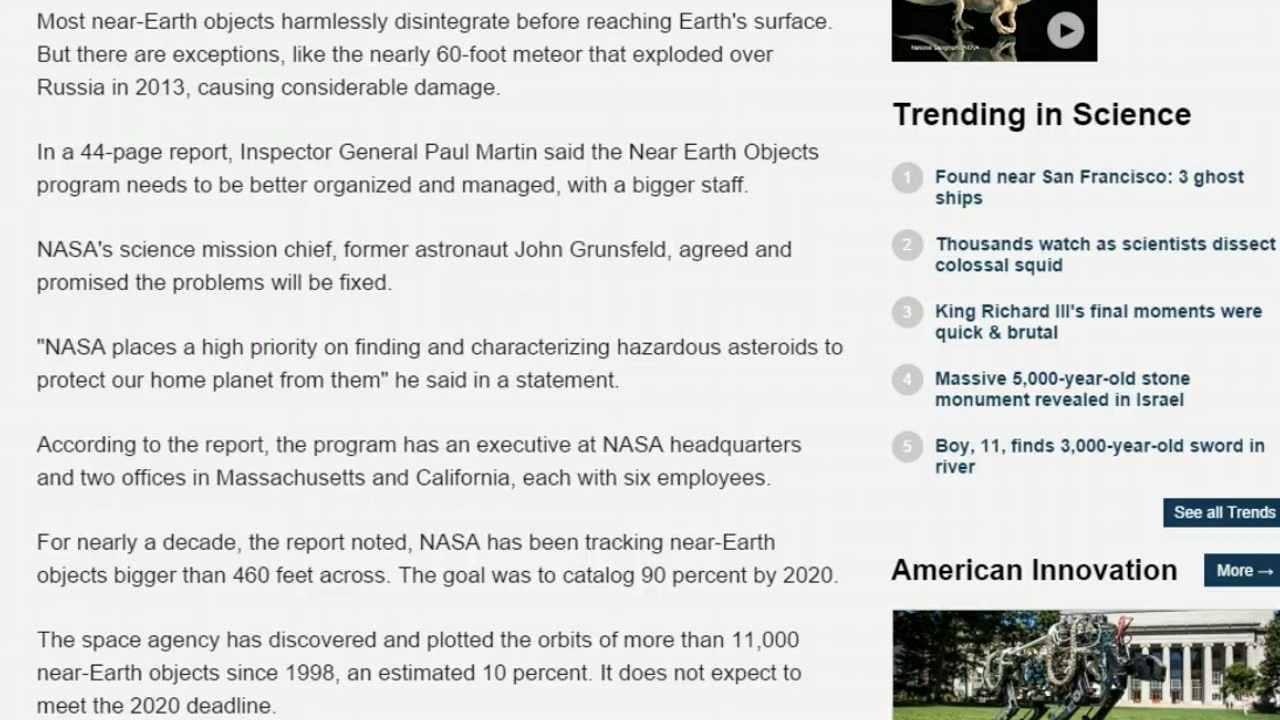 Most near-Earth objects harmlessly disintegrate before reaching Earth's surface.
But there are exceptions, like the nearly 60-foot meteor that exploded over
Russia in 2013, causing considerable damage.
In a 44-page report, Inspector General Paul Martin said the Near Earth Objects
program needs to be better organized and managed, with a bigger staff.
NASA's science mission chief, former astronaut John Grunsfeld, agreed and
promised the problems will be fixed.
"NASA places a high priority on finding and characterizing hazardous asteroids to
protect our home planet from them" he said in a statement.
According to the report, the program has an executive at NASA headquarters
and two offices in Massachusetts and California, each with six employees.
For nearly a decade, the report noted, NASA has been tracking near-Earth
objects bigger than 460 feet across. The goal was to catalog 90 percent by 2020.
The space agency has discovered and plotted the orbits of more than 11,000
near-Earth objects since 1998, an estimated 10 percent. It does not expect to
meet the 2020 deadline.
National Geographic/NOVA
Trending in Science
1 Found near San Francisco: 3 ghost
ships
2 Thousands watch as scientists dissect
colossal squid
3 King Richard III's final moments were
quick & brutal
4 Massive 5,000-year-old stone
monument revealed in Israel
5 Boy, 11, finds 3,000-year-old sword in
river
See all Trends
American Innovation
More →